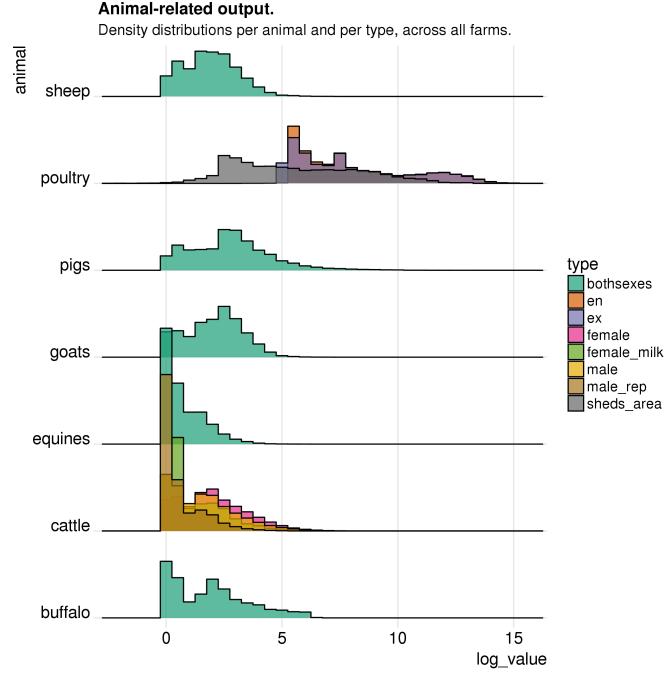 Animal-related output.
Density distributions per animal and per type, across all farms.
animal
sheep
poultry
pigs
goats
equines
cattle
buffalo
0 5 10 15
log_value
type
bothsexes
en
ex
female
female_milk
male
male_rep
sheds_area